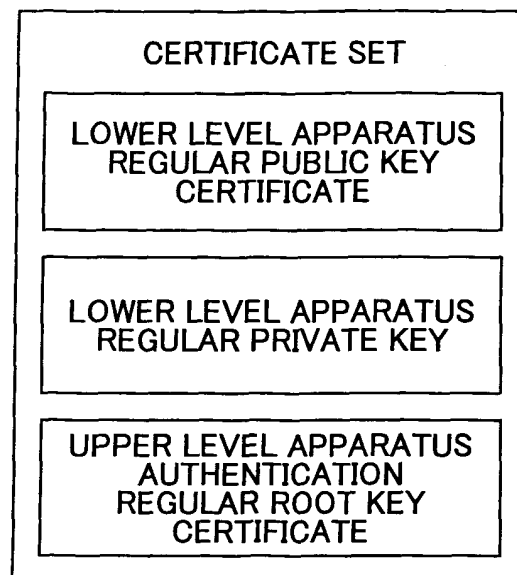 CERTIFICATE SET
LOWER LEVEL APPARATUS
REGULAR PUBLIC KEY
CERTIFICATE
LOWER LEVEL APPARATUS
REGULAR PRIVATE KEY
UPPER LEVEL APPARATUS
AUTHENTICATION
REGULAR ROOT KEY
CERTIFICATE